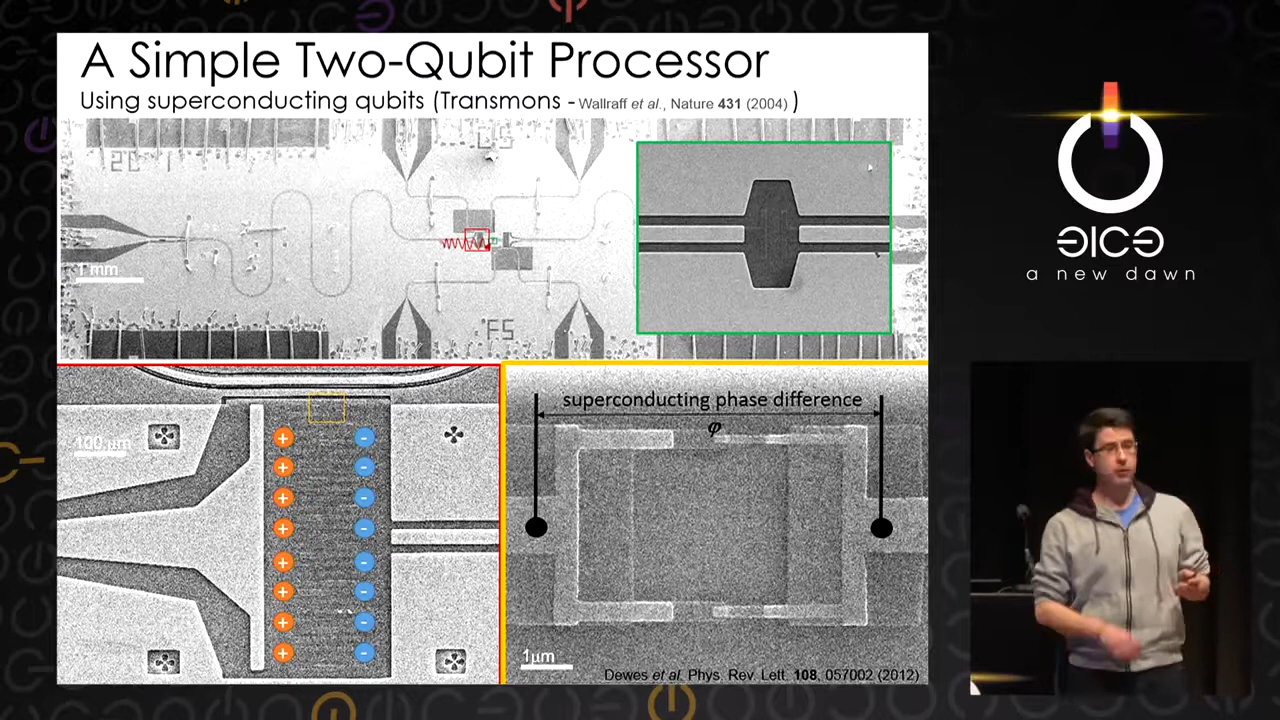 A Simple Two-Qubit Processor
Using superconducting qubits (Transmons - Wallraff et al., Nature 431 (2004) )
1 mm
F5
100 µm
+ -
+ -
+ -
+ -
+ -
+ -
+ -
+ -
superconducting phase difference
φ
1µm
Dewes et al. Phys. Rev. Lett. 108, 057002 (2012)
a new dawn